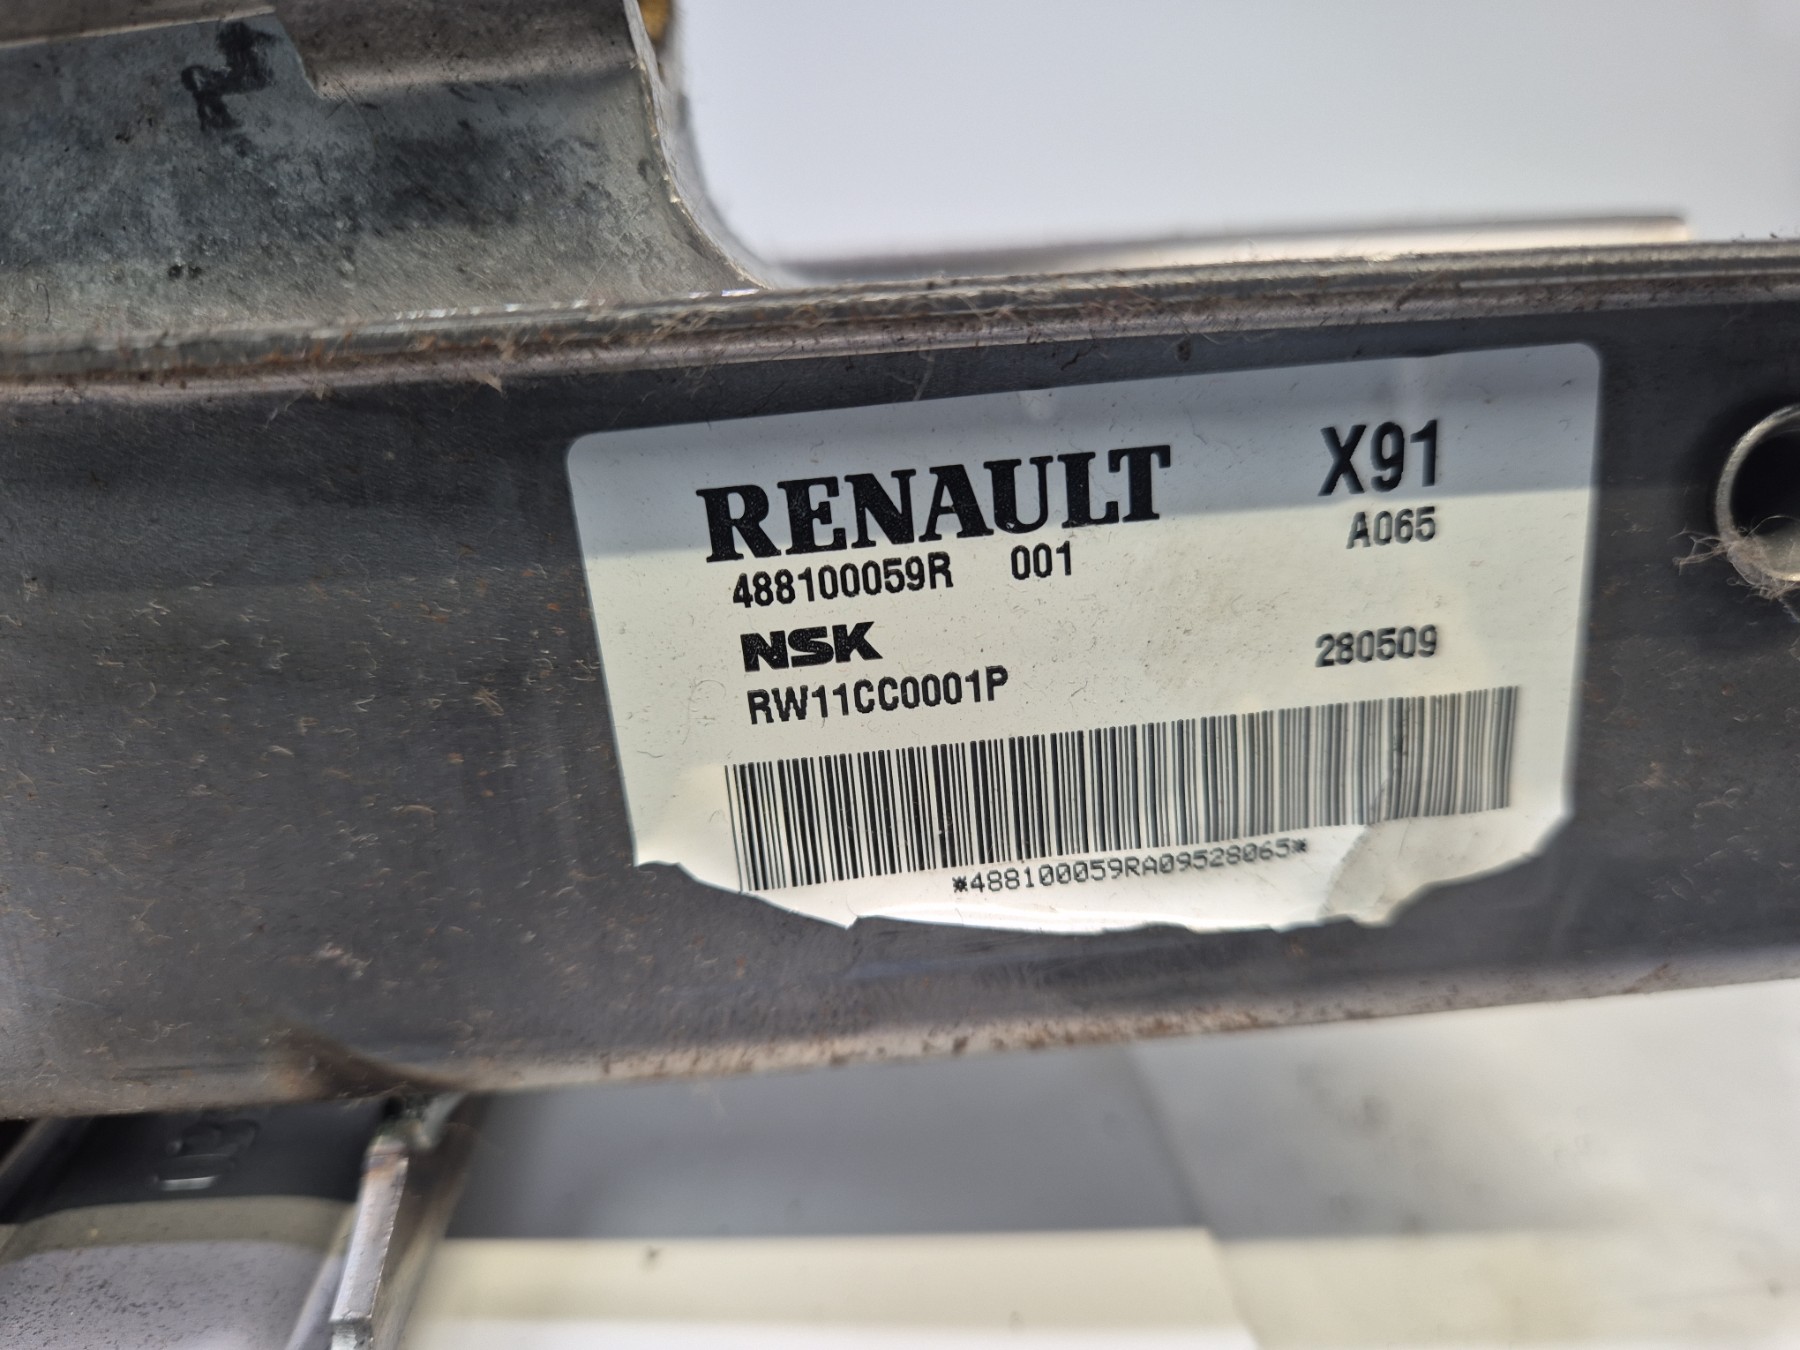 RENAULT X91
488100059R 001 A065
NSK 280509
RW11CC0001P
*488100059RA09528065*